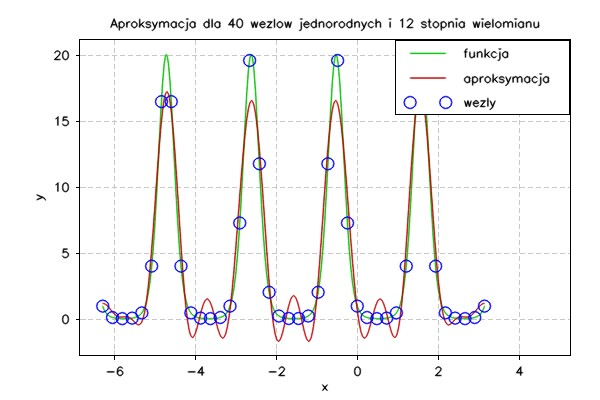 Aproksymacja dla 40 wezlow jednorodnych i 12 stopnia wielomianu
funkcja
aproksymacja
wezly
20
15
10
5
0
y
−6 −4 −2 0 2 4
x